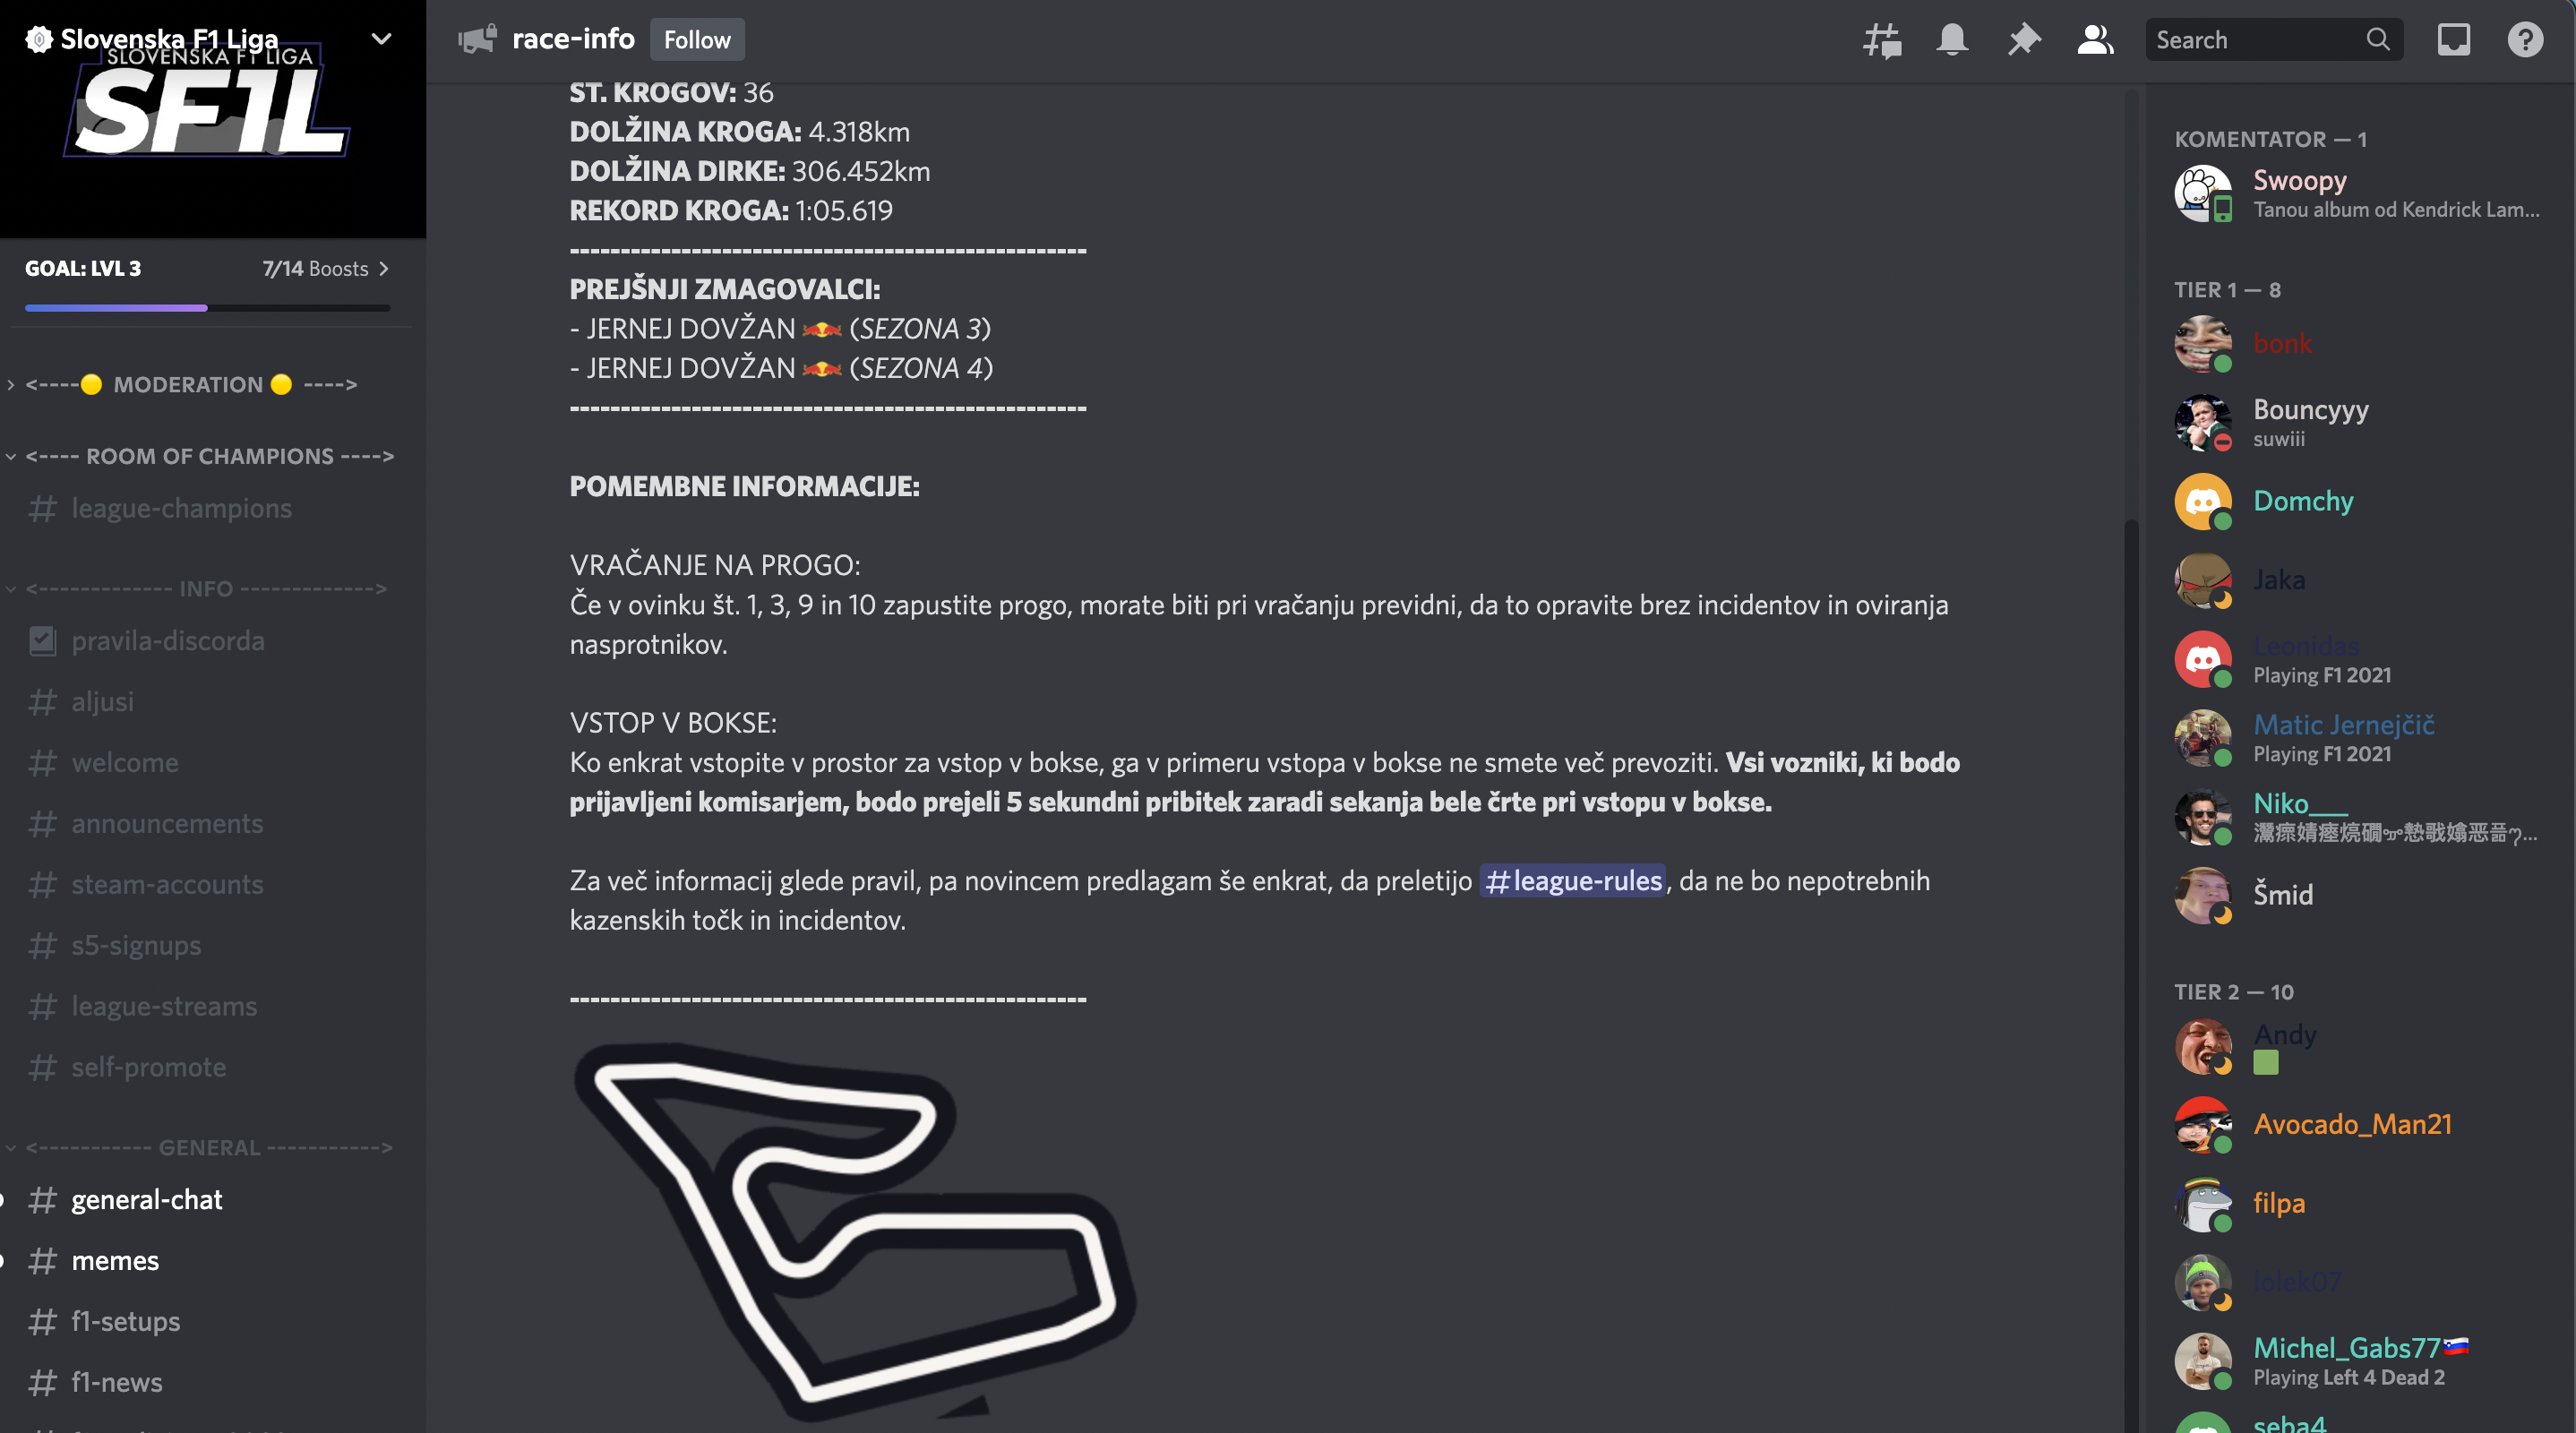 Slovenska F1 Liga
SLOVENSKA F1 LIGA
SF1L
GOAL: LVL 3
7/14 Boosts
<----🟡 MODERATION 🟡 ---->
<---- ROOM OF CHAMPIONS ---->
league-champions
<------------- INFO ------------->
pravila-discorda
aljusi
welcome
announcements
steam-accounts
s5-signups
league-streams
self-promote
<----------- GENERAL ----------->
general-chat
memes
f1-setups
f1-news
race-info
Follow
Search
ST. KROGOV: 36
DOLŽINA KROGA: 4.318km
DOLŽINA DIRKE: 306.452km
REKORD KROGA: 1:05.619
--------------------------------------------------
PREJŠNJI ZMAGOVALCI:
- JERNEJ DOVŽAN (SEZONA 3)
- JERNEJ DOVŽAN (SEZONA 4)
--------------------------------------------------
POMEMBNE INFORMACIJE:
VRAČANJE NA PROGO:
Če v ovinku št. 1, 3, 9 in 10 zapustite progo, morate biti pri vračanju previdni, da to opravite brez incidentov in oviranja
nasprotnikov.
VSTOP V BOKSE:
Ko enkrat vstopite v prostor za vstop v bokse, ga v primeru vstopa v bokse ne smete več prevoziti. Vsi vozniki, ki bodo
prijavljeni komisarjem, bodo prejeli 5 sekundni pribitek zaradi sekanja bele črte pri vstopu v bokse.
Za več informacij glede pravil, pa novincem predlagam še enkrat, da preletijo #league-rules, da ne bo nepotrebnih
kazenskih točk in incidentov.
--------------------------------------------------
KOMENTATOR — 1
Swoopy
Tanou album od Kendrick Lam...
TIER 1 — 8
bonk
Bouncyyy
suwiii
Domchy
Jaka
Leonidas
Playing F1 2021
Matic Jernejčič
Playing F1 2021
Niko___
Šmid
TIER 2 — 10
Andy
Avocado_Man21
filpa
lolek07
Michel_Gabs77
Playing Left 4 Dead 2
seba4